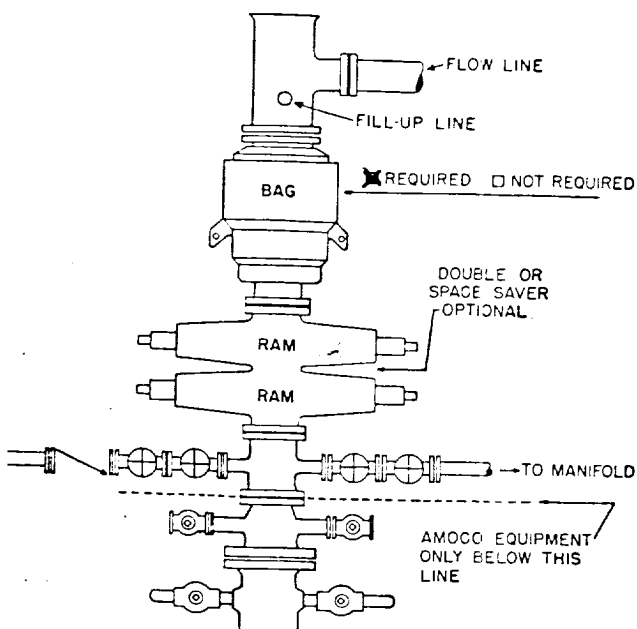 FLOW LINE
FILL-UP LINE
BAG
REQUIRED □ NOT REQUIRED
DOUBLE OR
SPACE SAVER
OPTIONAL
RAM
RAM
TO MANIFOLD
AMOCO EQUIPMENT
ONLY BELOW THIS
LINE